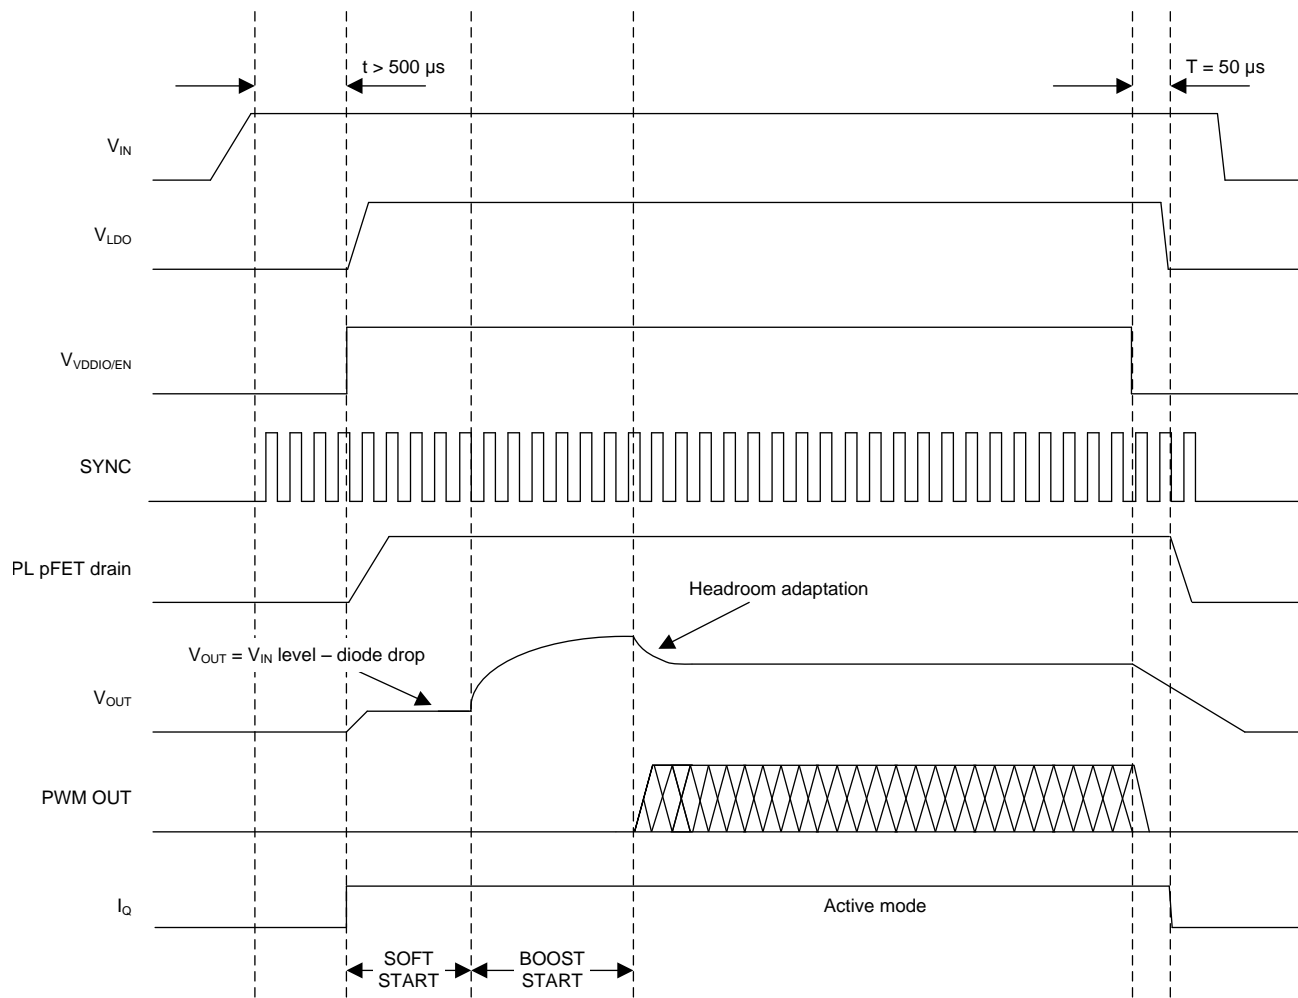 t > 500 µs
T = 50 µs
VIN
VLDO
VVDDIO/EN
SYNC
PL pFET drain
Headroom adaptation
VOUT = VIN level – diode drop
VOUT
PWM OUT
IQ
Active mode
SOFT
START
BOOST
START